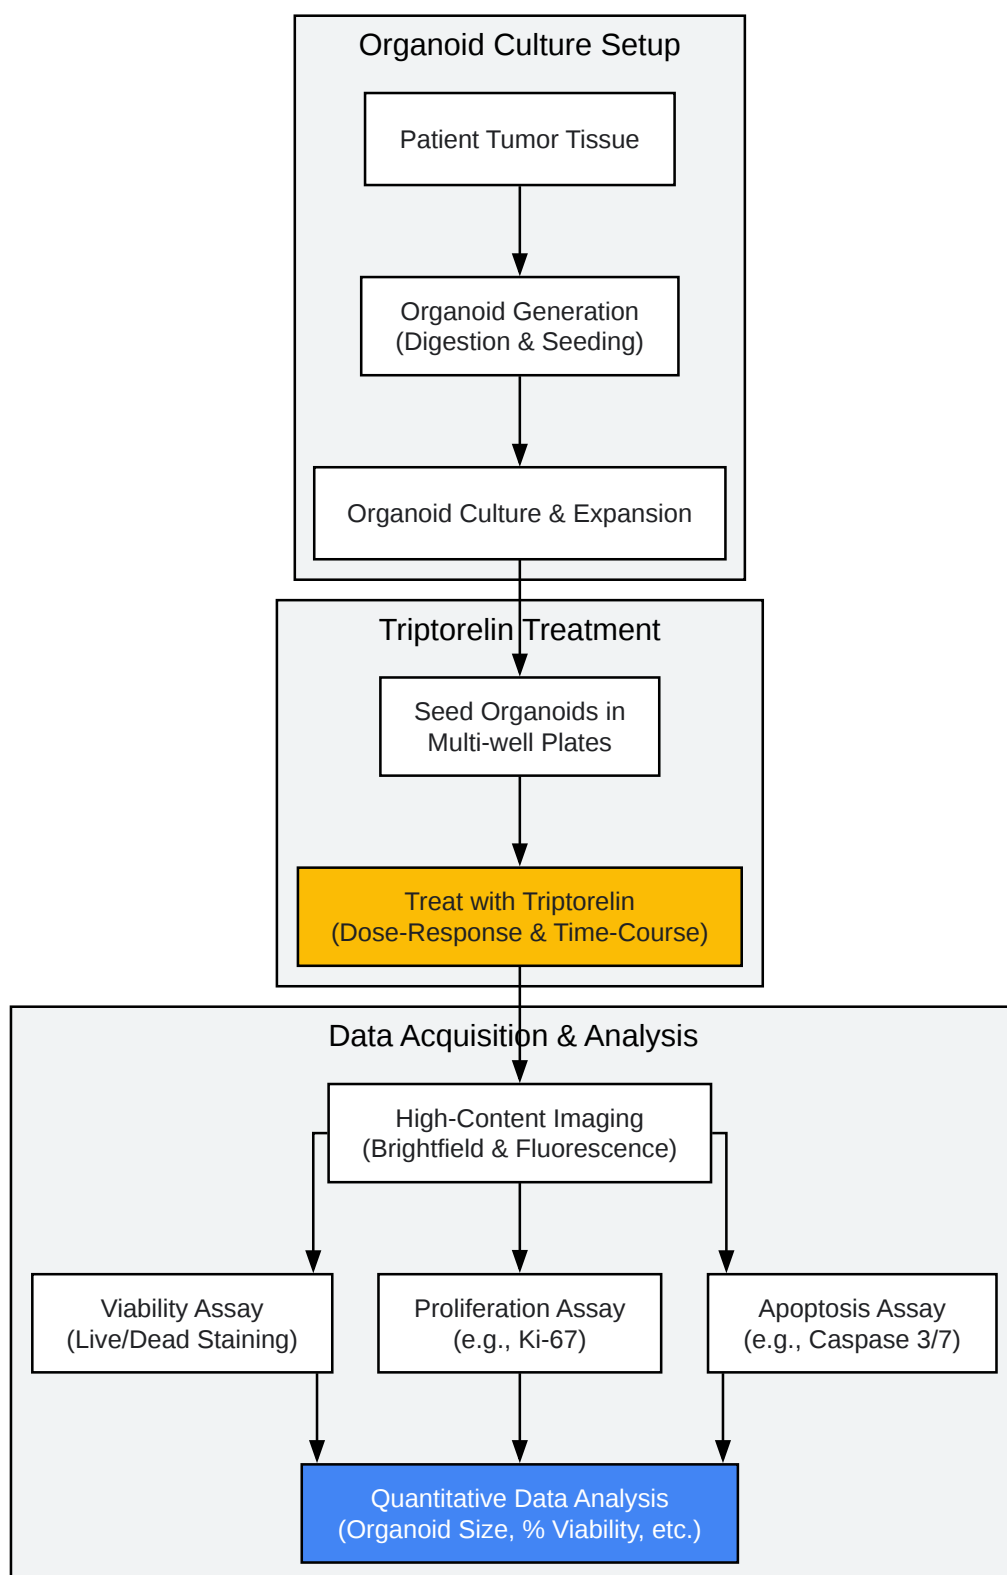 Organoid Culture Setup
Patient Tumor Tissue
Organoid Generation
(Digestion & Seeding)
Organoid Culture & Expansion
Triptorelin Treatment
Seed Organoids in
Multi-well Plates
Treat with Triptorelin
(Dose-Response & Time-Course)
Data Acquisition & Analysis
High-Content Imaging
(Brightfield & Fluorescence)
Viability Assay
(Live/Dead Staining)
Proliferation Assay
(e.g., Ki-67)
Apoptosis Assay
(e.g., Caspase 3/7)
Quantitative Data Analysis
(Organoid Size, % Viability, etc.)